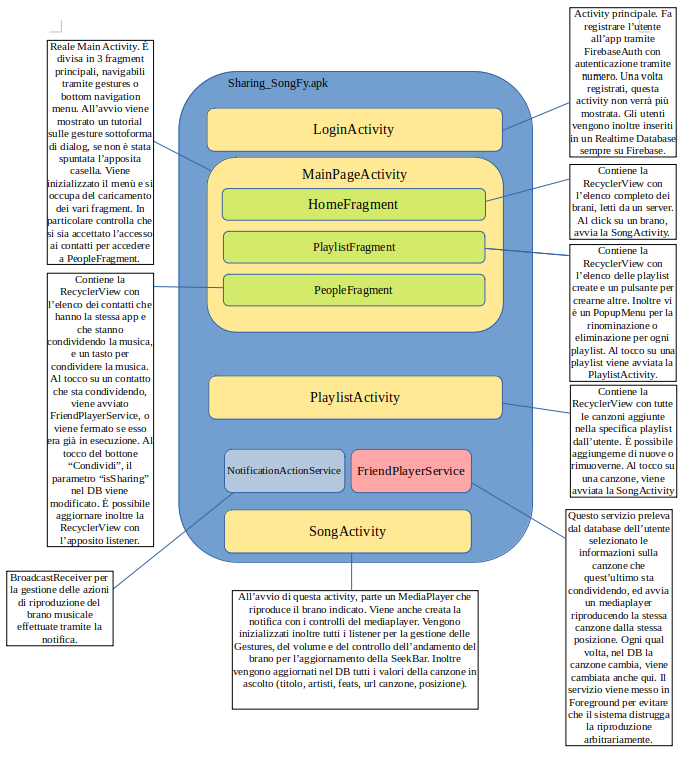 Reale Main Activity. È
divisa in 3 fragment
principali, navigabili
tramite gestures o
bottom navigation
menu. All’avvio viene
mostrato un tutorial
sulle gesture sottoforma
di dialog, se non è stata
spuntata l’apposita
casella. Viene
inizializzato il menù e si
occupa del caricamento
dei vari fragment. In
particolare controlla che
si sia accettato l’accesso
ai contatti per accedere
a PeopleFragment.
Contiene la
RecyclerView con
l’elenco dei contatti che
hanno la stessa app e
che stanno
condividendo la musica,
e un tasto per
condividere la musica.
Al tocco su un contatto
che sta condividendo,
viene avviato
FriendPlayerService, o
viene fermato se esso
era già in esecuzione. Al
tocco del bottone
“Condividi”, il
parametro “isSharing”
nel DB viene
modificato. È possibile
aggiornare inoltre la
RecyclerView con
l’apposito listener.
BroadcastReceiver per
la gestione delle azioni
di riproduzione del
brano musicale
effettuate tramite la
notifica.
Sharing_SongFy.apk
LoginActivity
MainPageActivity
HomeFragment
PlaylistFragment
PeopleFragment
PlaylistActivity
NotificationActionService
FriendPlayerService
SongActivity
All’avvio di questa activity, parte un MediaPlayer che
riproduce il brano indicato. Viene anche creata la
notifica con i controlli del mediaplayer. Vengono
inizializzati inoltre tutti i listener per la gestione delle
Gestures, del volume e del controllo dell’andamento del
brano per l’aggiornamento della SeekBar. Inoltre
vengono aggiornati nel DB tutti i valori della canzone in
ascolto (titolo, artisti, feats, url canzone, posizione).
Activity principale. Fa
registrare l’utente
all’app tramite
FirebaseAuth con
autenticazione tramite
numero. Una volta
registrati, questa
activity non verrà più
mostrata. Gli utenti
vengono inoltre inseriti
in un Realtime Database
sempre su Firebase.
Contiene la
RecyclerView con
l’elenco completo dei
brani, letti da un server.
Al click su un brano,
avvia la SongActivity.
Contiene la
RecyclerView con
l’elenco delle playlist
create e un pulsante per
crearne altre. Inoltre vi
è un PopupMenu per la
rinominazione o
eliminazione per ogni
playlist. Al tocco su una
playlist viene avviata la
PlaylistActivity.
Contiene la
RecyclerView con tutte
le canzoni aggiunte
nella specifica playlist
dall’utente. È possibile
aggiungerne di nuove o
rimuoverne. Al tocco su
una canzone, viene
avviata la SongActivity
Questo servizio preleva
dal database dell’utente
selezionato le
informazioni sulla
canzone che
quest’ultimo sta
condividendo, ed avvia
un mediaplayer
riproducendo la stessa
canzone dalla stessa
posizione. Ogni qual
volta, nel DB la
canzone cambia, viene
cambiata anche qui. Il
servizio viene messo in
Foreground per evitare
che il sistema distrugga
la riproduzione
arbitrariamente.